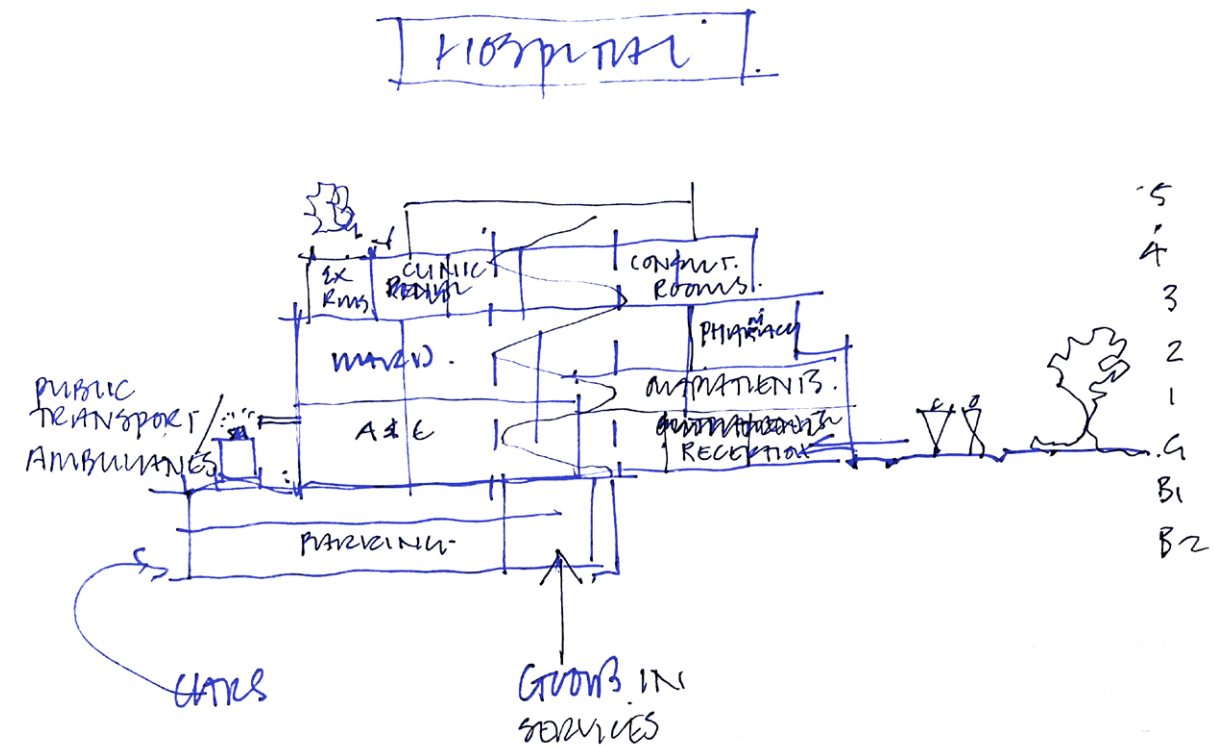 HOSPITAL
5
4
3
2
1
G
B1
B2
EX
RMS
CLINIC
CONSULT.
ROOMS.
PHARMACY
WARD.
OUTPATIENTS.
PUBLIC
TRANSPORT/
AMBULANCES
A & E
RECEPTION
PARKING
CARS
GOODS IN
SERVICES